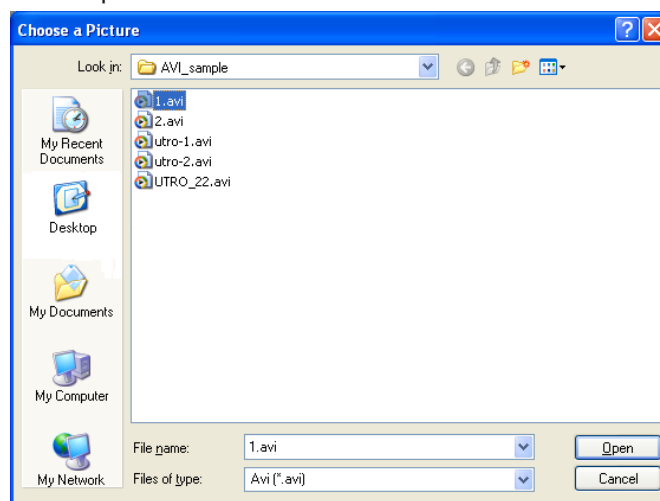 Choose a Picture
Look in:
AVI_sample
1.avi
2.avi
utro-1.avi
utro-2.avi
UTRO_22.avi
My Recent
Documents
Desktop
My Documents
My Computer
My Network
File name:
1.avi
Open
Files of type:
Avi (*.avi)
Cancel